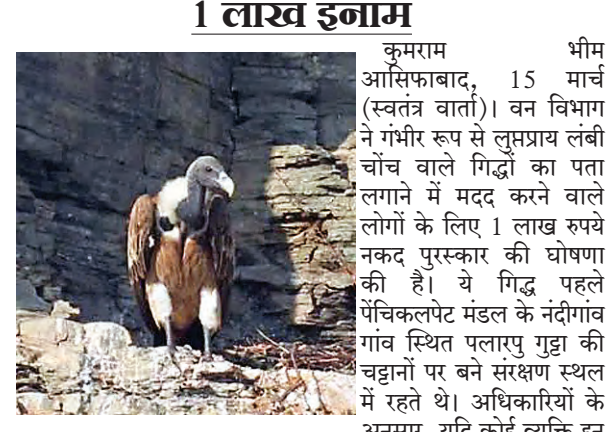 1 लाख इनाम
कुमराम भीम
आसिफाबाद, 15 मार्च
(स्वतंत्र वार्ता)। वन विभाग
ने गंभीर रूप से लुप्तप्राय लंबी
चोंच वाले गिद्धों का पता
लगाने में मदद करने वाले
लोगों के लिए 1 लाख रुपये
नकद पुरस्कार की घोषणा
की है। ये गिद्ध पहले
पेंचिकलपेट मंडल के नंदीगांव
गांव स्थित पलारपु गुट्टा की
चट्टानों पर बने संरक्षण स्थल
में रहते थे। अधिकारियों के